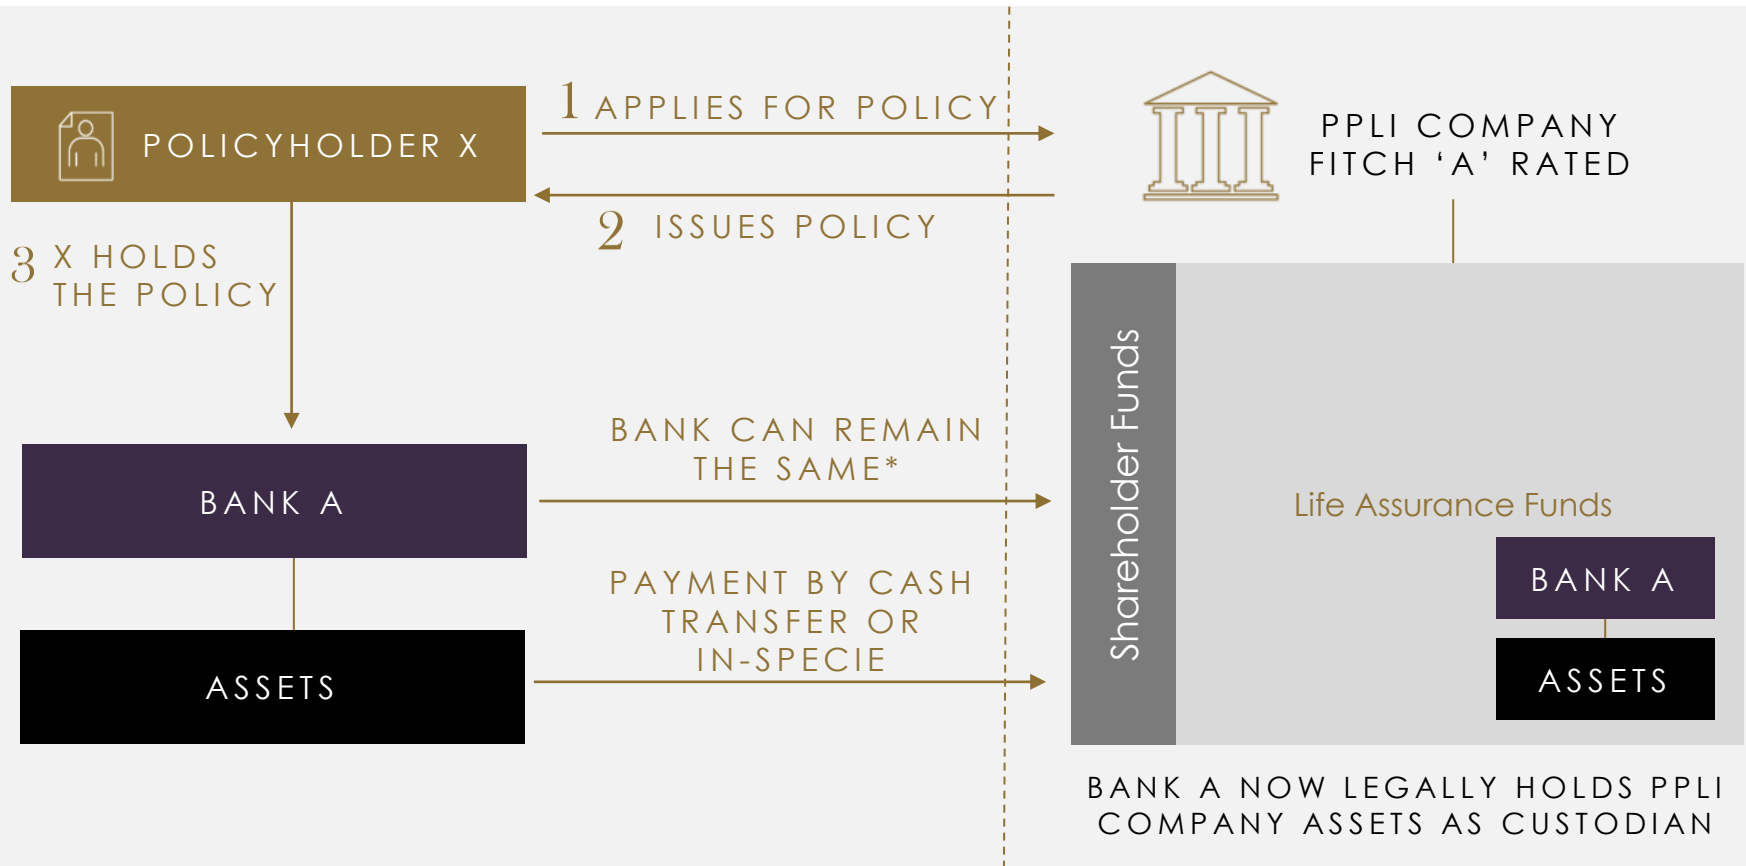 POLICYHOLDER X
1 APPLIES FOR POLICY
PPLI COMPANY
FITCH ‘A’ RATED
2 ISSUES POLICY
3 X HOLDS
THE POLICY
BANK A
BANK CAN REMAIN
THE SAME*
ASSETS
PAYMENT BY CASH
TRANSFER OR
IN-SPECIE
Shareholder Funds
Life Assurance Funds
BANK A
ASSETS
BANK A NOW LEGALLY HOLDS PPLI
COMPANY ASSETS AS CUSTODIAN